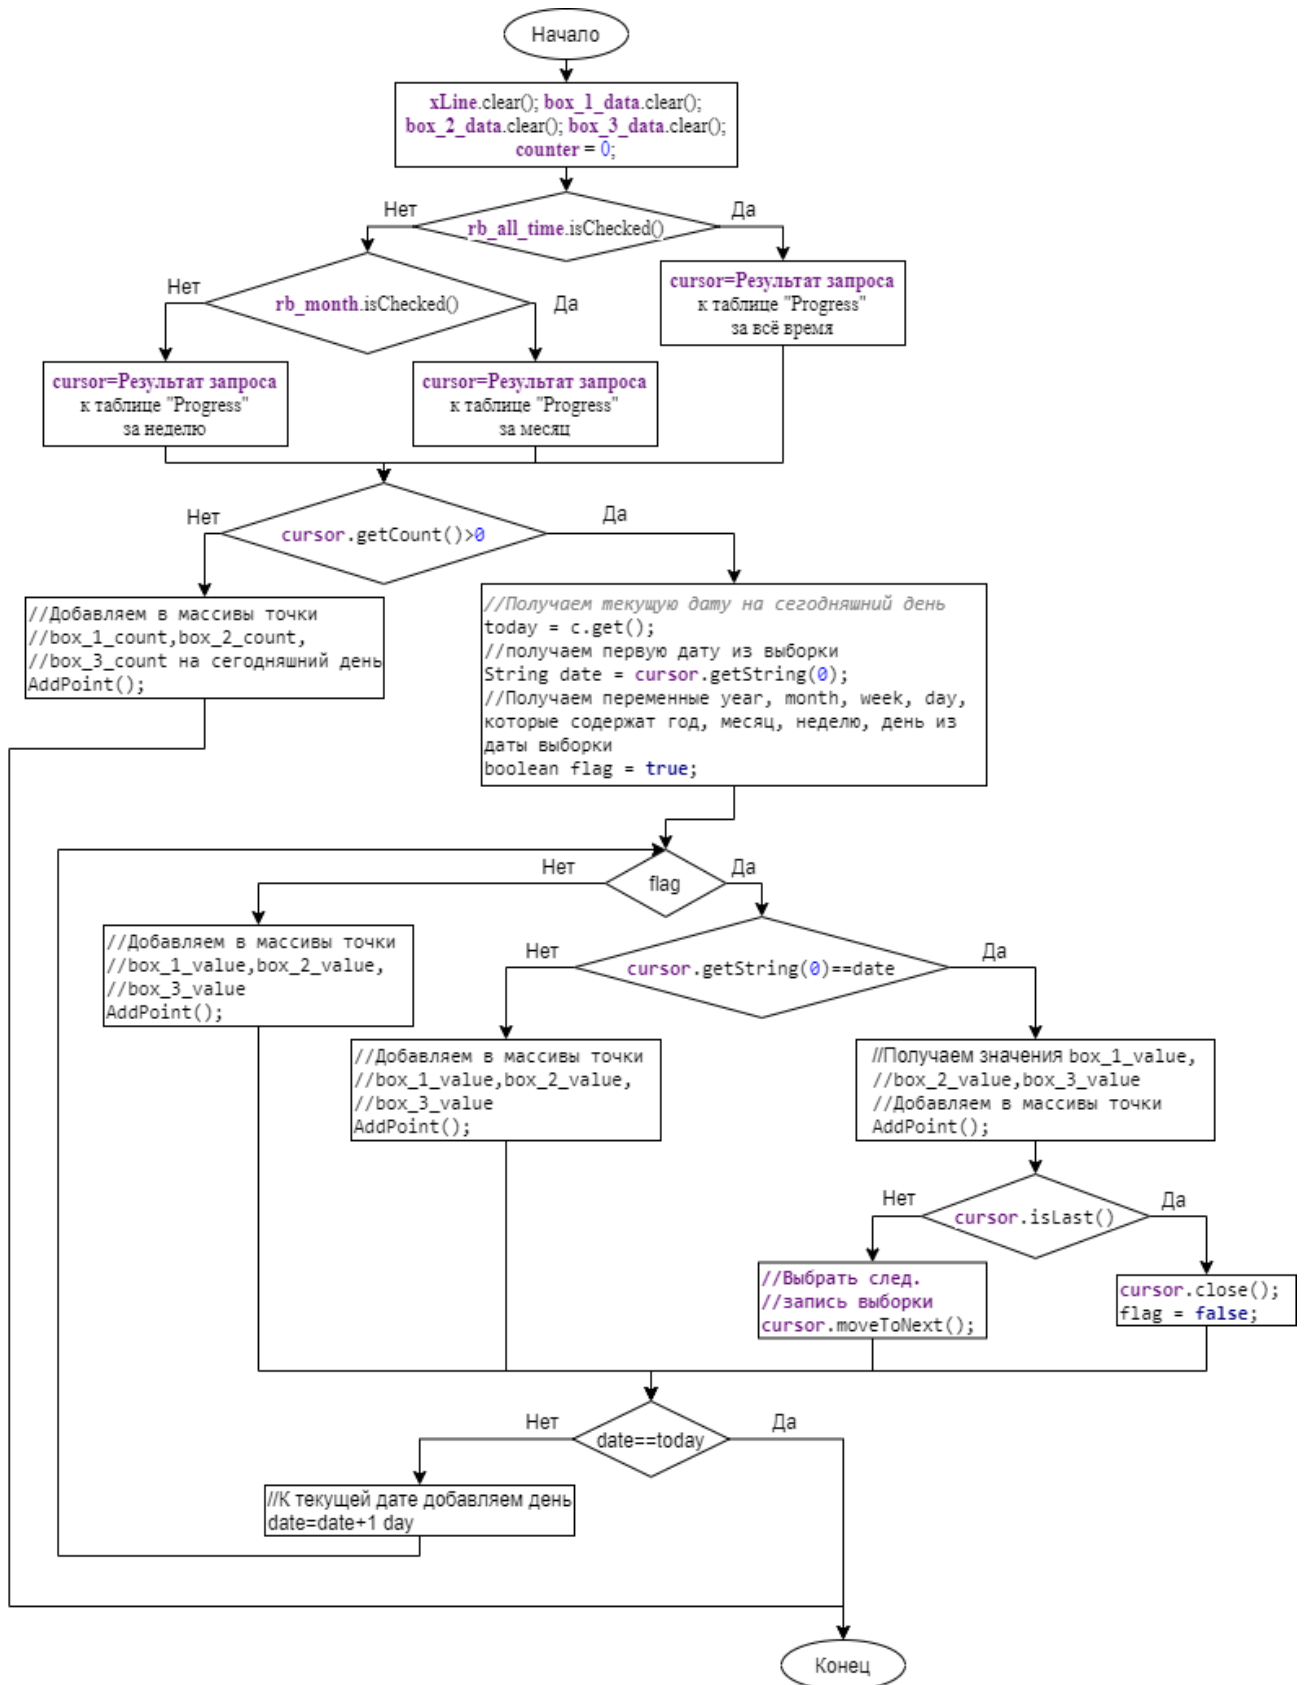 Начало
xLine.clear(); box_1_data.clear();
box_2_data.clear(); box_3_data.clear();
counter = 0;
Нет
Да
rb_all_time.isChecked()
Нет
Да
rb_month.isChecked()
cursor=Результат запроса
к таблице "Progress"
за всё время
cursor=Результат запроса
к таблице "Progress"
за неделю
cursor=Результат запроса
к таблице "Progress"
за месяц
Нет
Да
cursor.getCount()>0
//Добавляем в массивы точки
//box_1_count,box_2_count,
//box_3_count на сегодняшний день
AddPoint();
//Получаем текущую дату на сегодняшний день
today = c.get();
//получаем первую дату из выборки
String date = cursor.getString(0);
//Получаем переменные year, month, week, day,
которые содержат год, месяц, неделю, день из
даты выборки
boolean flag = true;
Нет
Да
flag
//Добавляем в массивы точки
//box_1_value,box_2_value,
//box_3_value
AddPoint();
Нет
Да
cursor.getString(0)==date
//Добавляем в массивы точки
//box_1_value,box_2_value,
//box_3_value
AddPoint();
//Получаем значения box_1_value,
//box_2_value,box_3_value
//Добавляем в массивы точки
AddPoint();
Нет
Да
cursor.isLast()
//Выбрать след.
//запись выборки
cursor.moveToNext();
cursor.close();
flag = false;
Нет
Да
date==today
//К текущей дате добавляем день
date=date+1 day
Конец